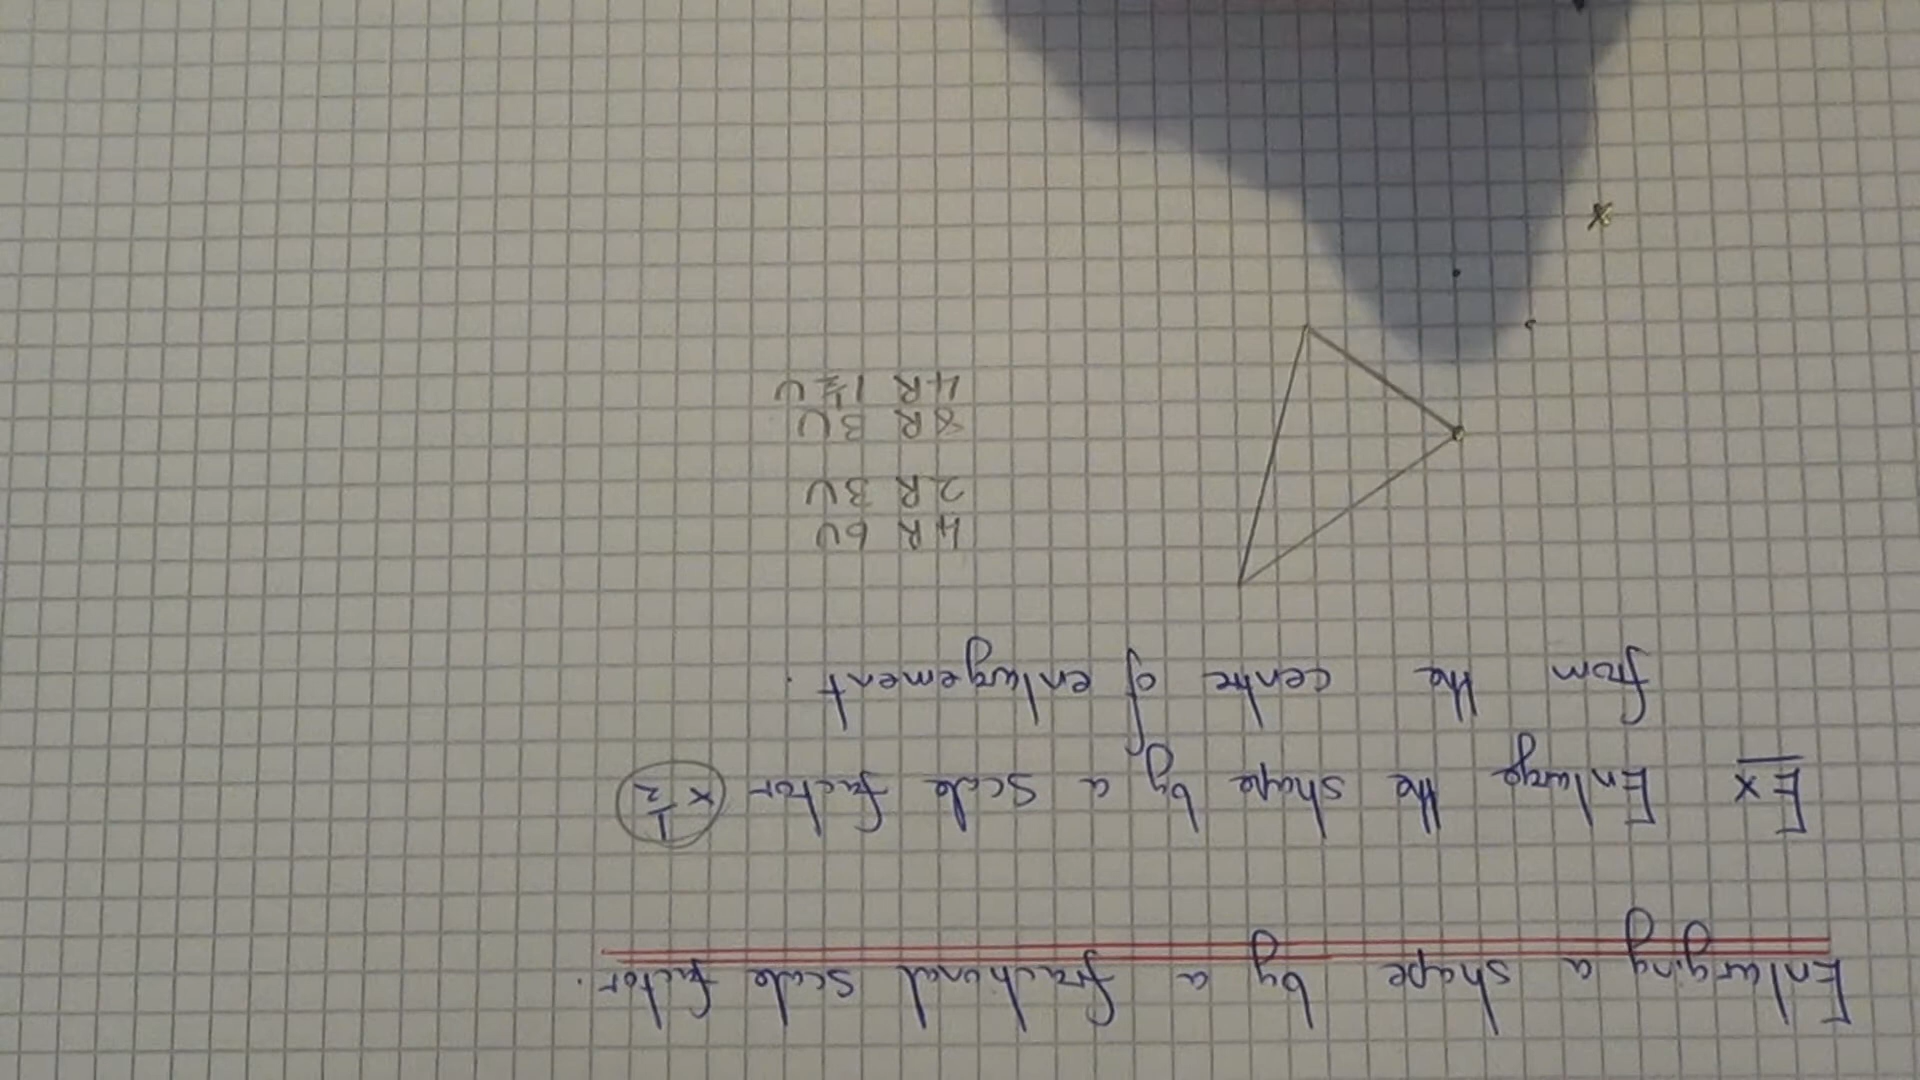 Enlarging a shape by a fractional scale factor.
Ex Enlarge the shape by a scale factor × 1/2
from the centre of enlargement.
4R 6U
2R 3U
8R 3U
4R 1½U